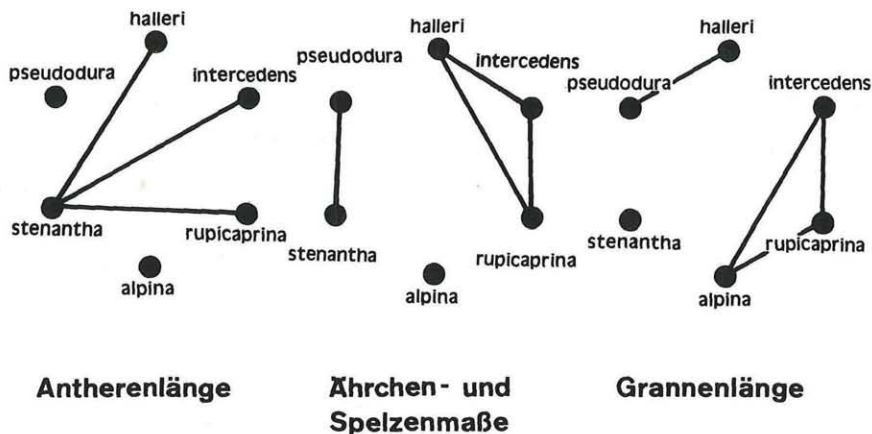 halleri
pseudodura
intercedens
stenantha
rupicaprina
alpina
Antherenlänge
halleri
pseudodura
intercedens
stenantha
rupicaprina
alpina
Ährchen- und
Spelzenmaße
halleri
pseudodura
intercedens
stenantha
rupicaprina
alpina
Grannenlänge